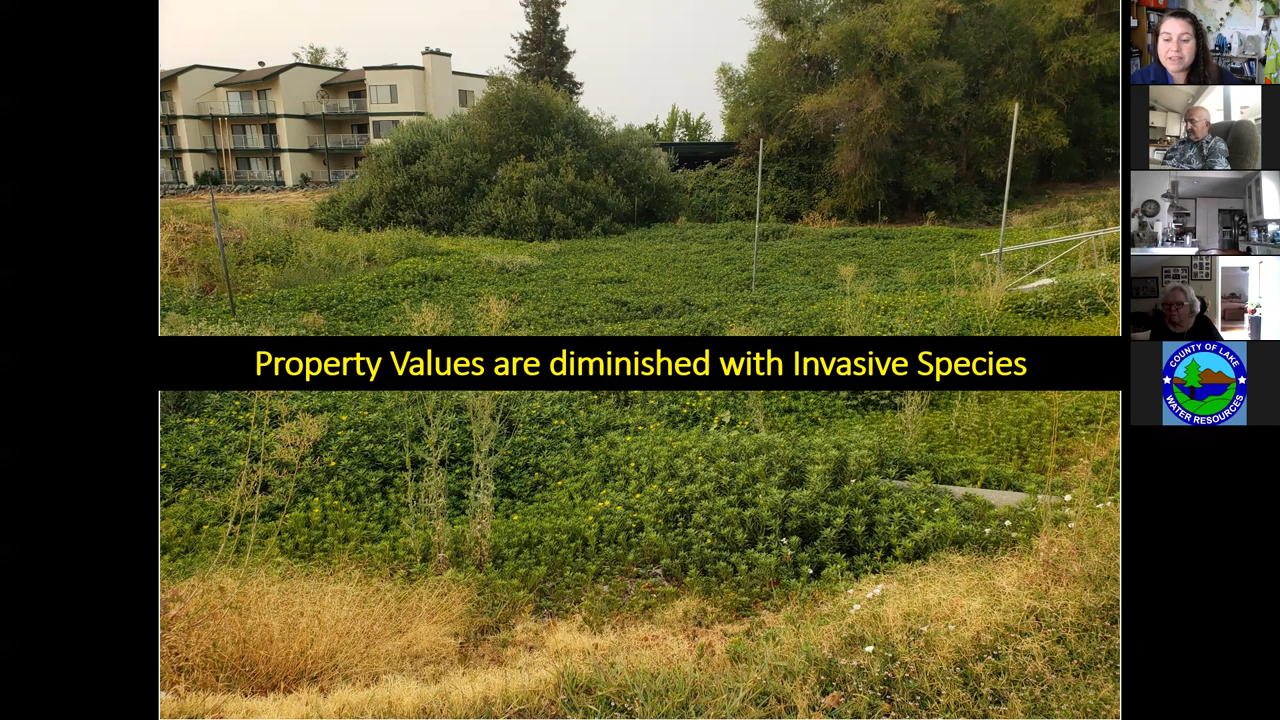 Property Values are diminished with Invasive Species
COUNTY OF LAKE
WATER RESOURCES